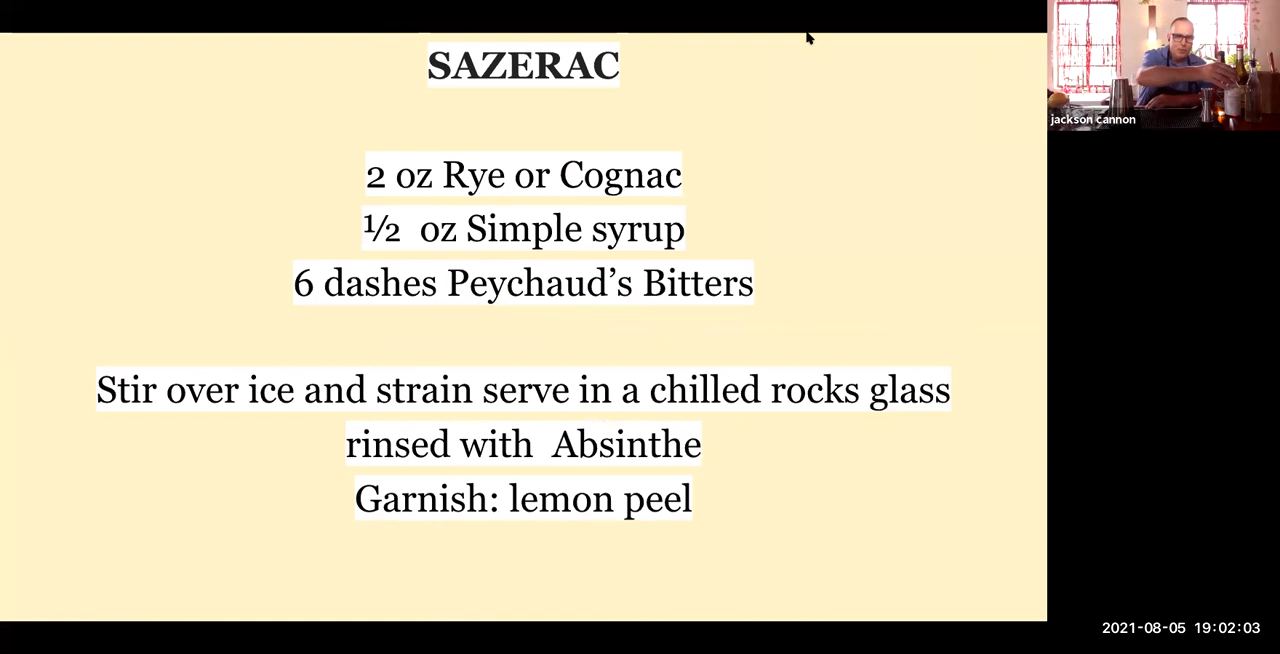 SAZERAC
2 oz Rye or Cognac
½ oz Simple syrup
6 dashes Peychaud’s Bitters
Stir over ice and strain serve in a chilled rocks glass
rinsed with Absinthe
Garnish: lemon peel
jackson cannon
2021-08-05 19:02:03